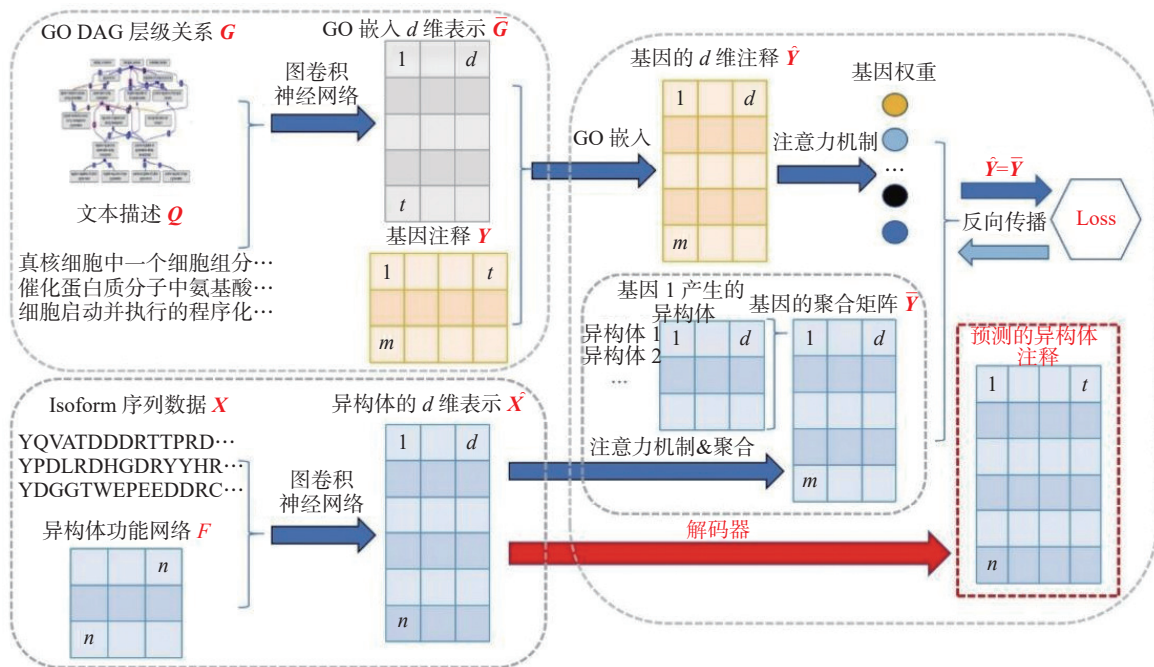 GO DAG 层级关系 G
文本描述 Q
真核细胞中一个细胞组分…
催化蛋白质分子中氨基酸…
细胞启动并执行的程序化…
图卷积
神经网络
GO 嵌入 d 维表示 G̅
1 d
t
基因注释 Y
1 t
m
GO 嵌入
基因的 d 维注释 Ŷ
1 d
m
注意力机制
基因权重
…
Ŷ=Y̅
反向传播
Loss
基因 1 产生的
异构体
异构体 1
异构体 2
…
1 d
基因的聚合矩阵 Y̅
1 d
m
预测的异构体
注释
1 t
n
Isoform 序列数据 X
YQVATDDDRTTPRD…
YPDLRDHGDRYYHR…
YDGGTWEPEEDDRC…
异构体功能网络 F
n
n
图卷积
神经网络
异构体的 d 维表示 X̂
1 d
n
注意力机制&聚合
解码器